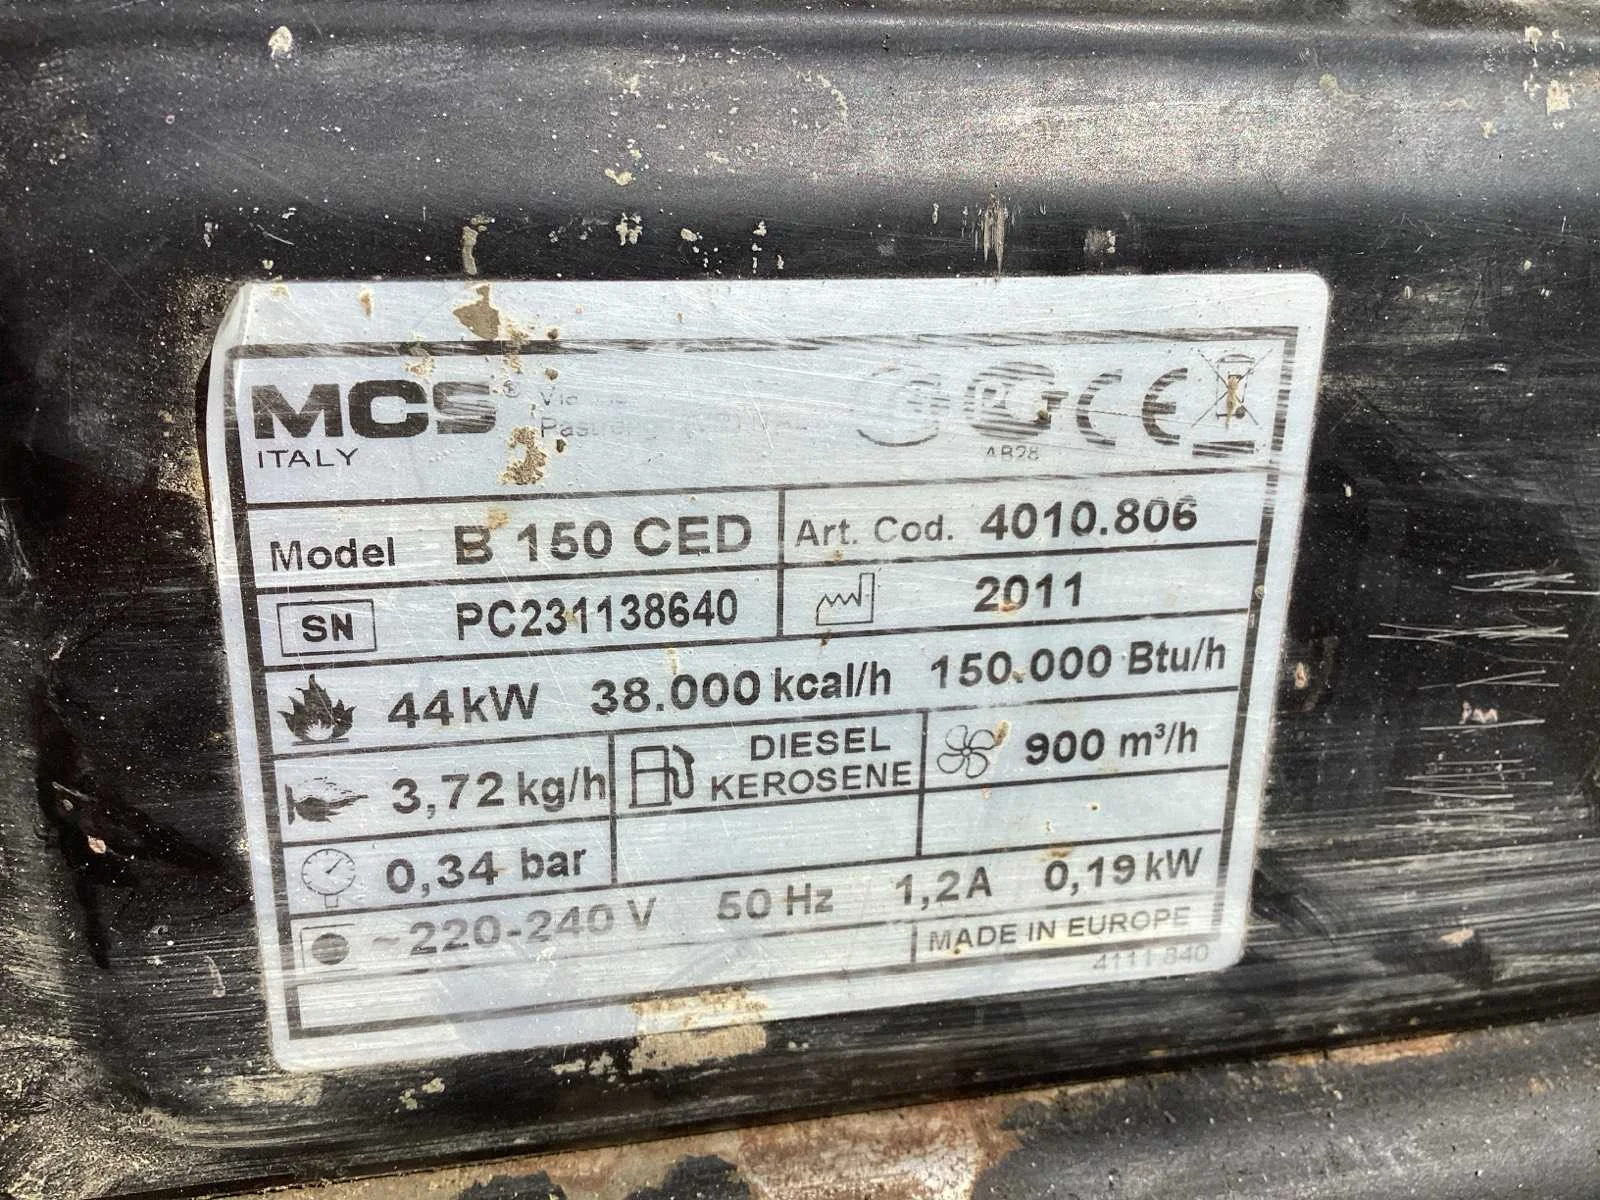 MCS®
ITALY
AB28
Model B 150 CED Art. Cod. 4010.806
SN PC231138640 2011
44kW 38.000 kcal/h 150.000 Btu/h
3,72 kg/h DIESEL KEROSENE 900 m³/h
0,34 bar
~220-240 V 50 Hz 1,2A 0,19 kW
MADE IN EUROPE
4111.840